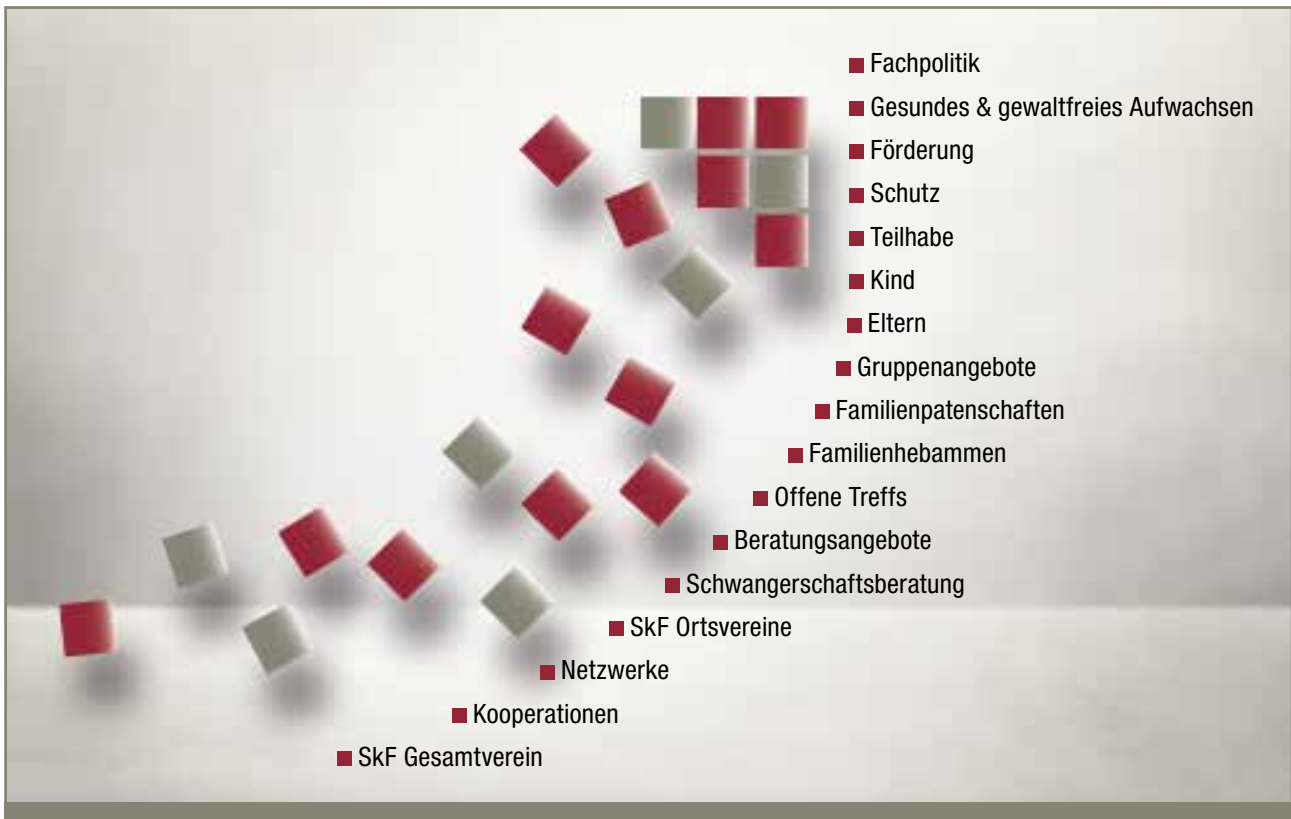 Fachpolitik
Gesundes & gewaltfreies Aufwachsen
Förderung
Schutz
Teilhabe
Kind
Eltern
Gruppenangebote
Familienpatenschaften
Familienhebammen
Offene Treffs
Beratungsangebote
Schwangerschaftsberatung
SkF Ortsvereine
Netzwerke
Kooperationen
SkF Gesamtverein